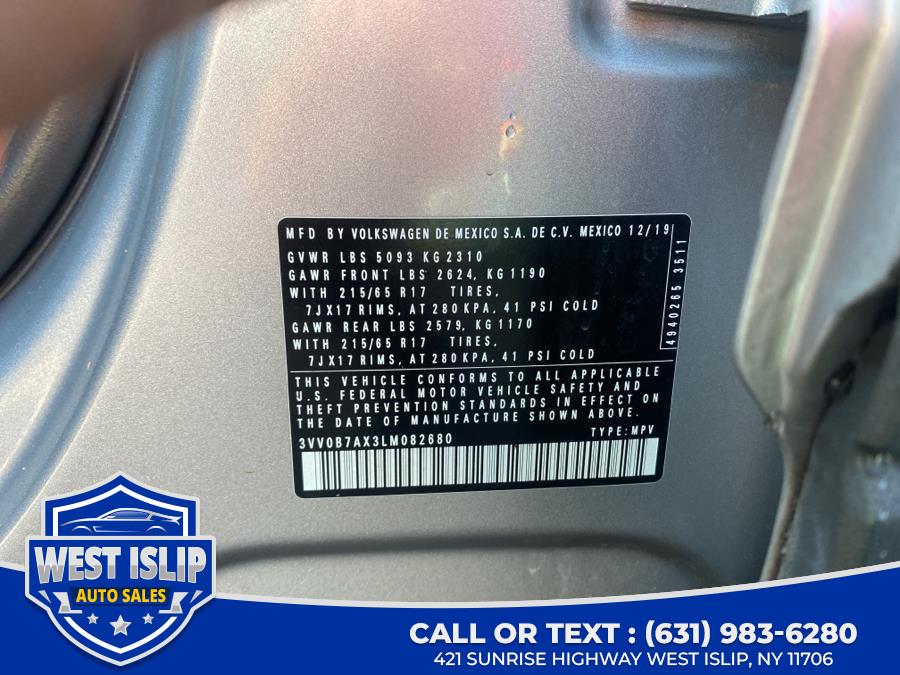 MFD BY VOLKSWAGEN DE MEXICO S.A. DE C.V. MEXICO 12/19
GVWR LBS 5093 KG 2310
GAWR FRONT LBS 2624, KG 1190
WITH 215/65 R17 TIRES,
7JX17 RIMS, AT 280 KPA, 41 PSI COLD
GAWR REAR LBS 2579, KG 1170
WITH 215/65 R17 TIRES,
7JX17 RIMS, AT 280 KPA, 41 PSI COLD
4940265 3511
THIS VEHICLE CONFORMS TO ALL APPLICABLE
U.S. FEDERAL MOTOR VEHICLE SAFETY AND
THEFT PREVENTION STANDARDS IN EFFECT ON
THE DATE OF MANUFACTURE SHOWN ABOVE.
3VV0B7AX3LM082680 TYPE: MPV
WEST ISLIP
AUTO SALES
CALL OR TEXT : (631) 983-6280
421 SUNRISE HIGHWAY WEST ISLIP, NY 11706